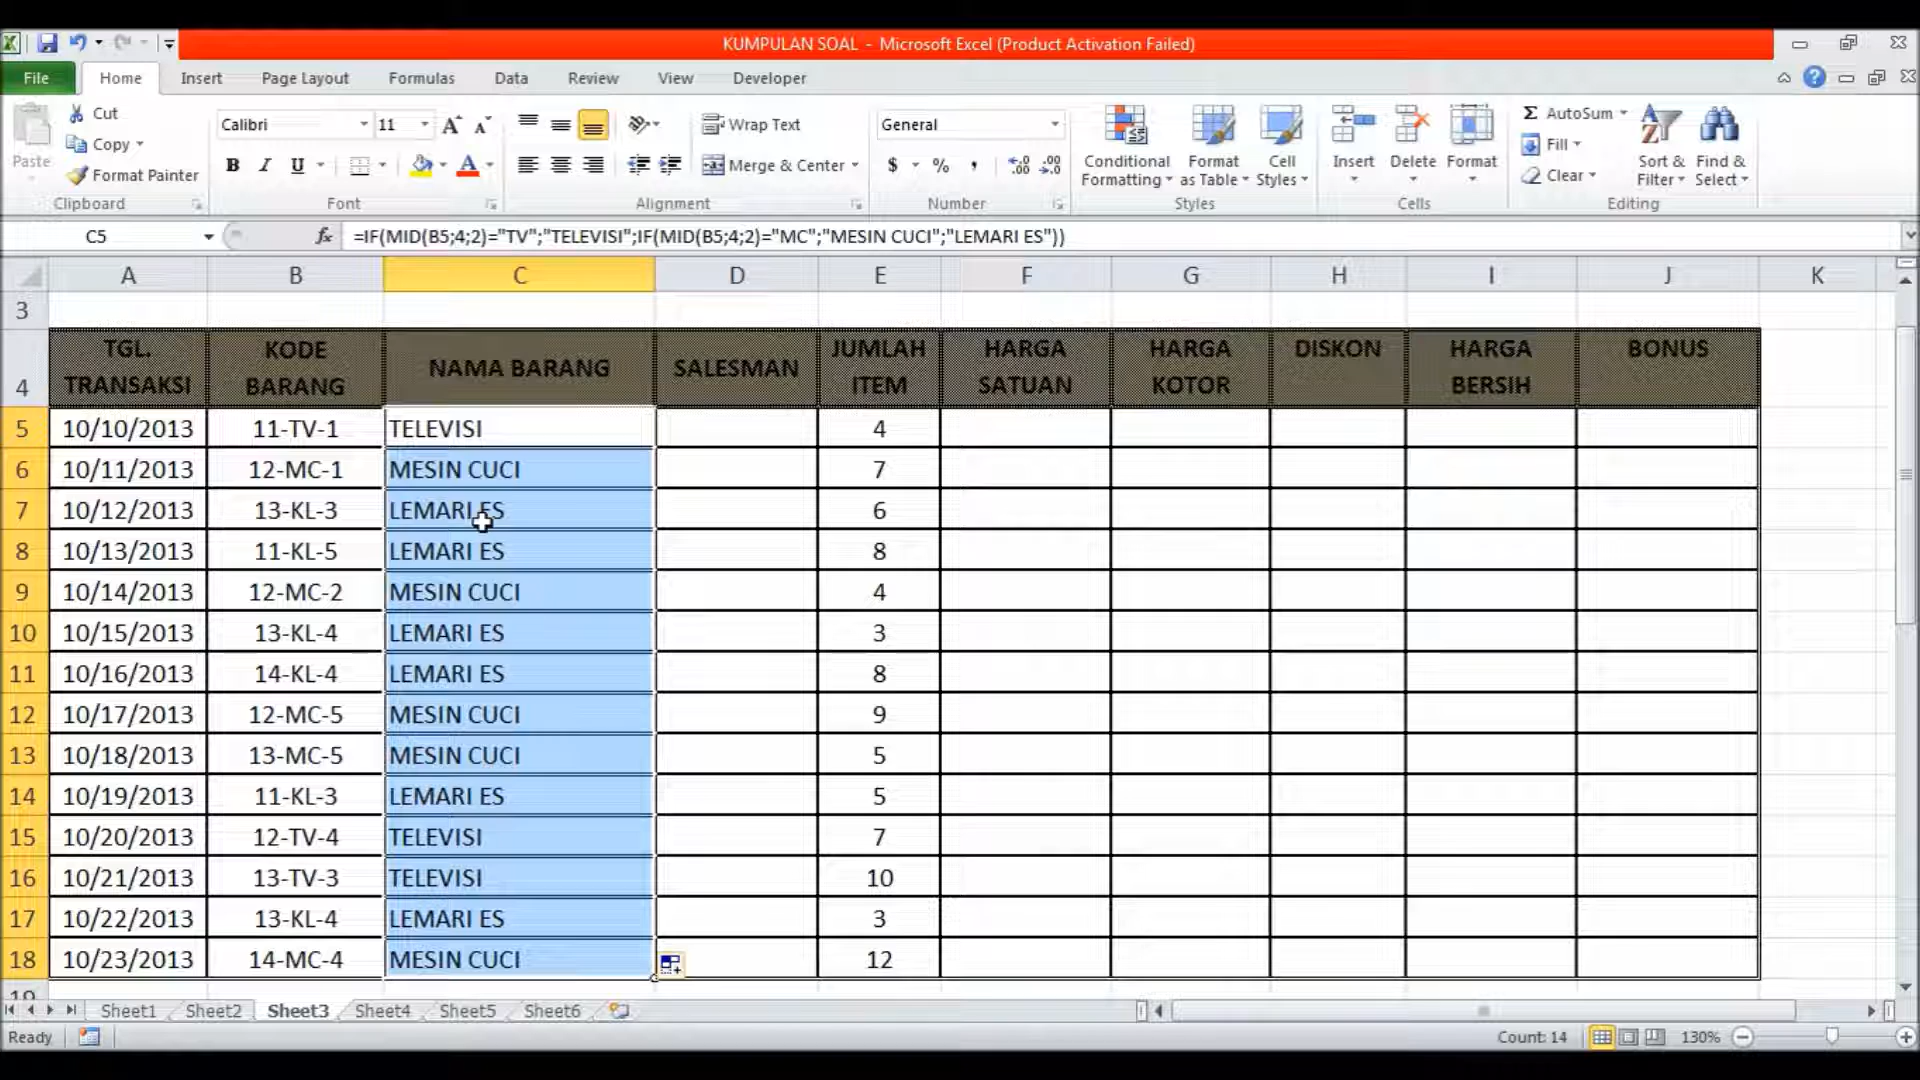 KUMPULAN SOAL - Microsoft Excel (Product Activation Failed)
File Home Insert Page Layout Formulas Data Review View Developer
Paste
Cut
Copy
Format Painter
Clipboard
Calibri 11
B I U
Font
Wrap Text
Merge & Center
Alignment
General
$ % ,
Number
Conditional Formatting
Format as Table
Cell Styles
Styles
Insert Delete Format
Cells
Σ AutoSum
Fill
Clear
Sort & Filter
Find & Select
Editing
C5 fx =IF(MID(B5;4;2)="TV";"TELEVISI";IF(MID(B5;4;2)="MC";"MESIN CUCI";"LEMARI ES"))
A B C D E F G H I J K
3
4 TGL. TRANSAKSI KODE BARANG NAMA BARANG SALESMAN JUMLAH ITEM HARGA SATUAN HARGA KOTOR DISKON HARGA BERSIH BONUS
5 10/10/2013 11-TV-1 TELEVISI 4
6 10/11/2013 12-MC-1 MESIN CUCI 7
7 10/12/2013 13-KL-3 LEMARI ES 6
8 10/13/2013 11-KL-5 LEMARI ES 8
9 10/14/2013 12-MC-2 MESIN CUCI 4
10 10/15/2013 13-KL-4 LEMARI ES 3
11 10/16/2013 14-KL-4 LEMARI ES 8
12 10/17/2013 12-MC-5 MESIN CUCI 9
13 10/18/2013 13-MC-5 MESIN CUCI 5
14 10/19/2013 11-KL-3 LEMARI ES 5
15 10/20/2013 12-TV-4 TELEVISI 7
16 10/21/2013 13-TV-3 TELEVISI 10
17 10/22/2013 13-KL-4 LEMARI ES 3
18 10/23/2013 14-MC-4 MESIN CUCI 12
19
Sheet1 Sheet2 Sheet3 Sheet4 Sheet5 Sheet6
Ready Count: 14 130%